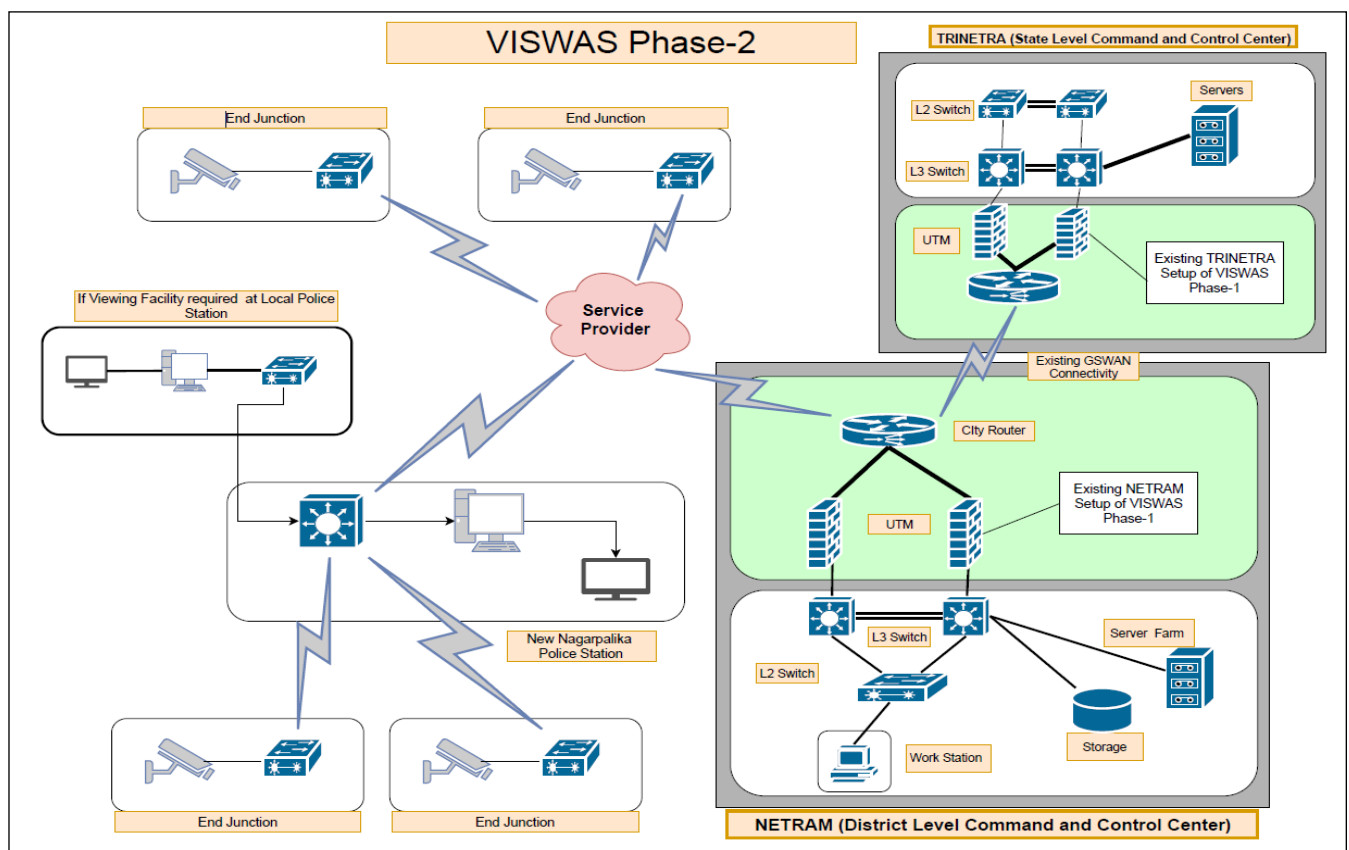 VISWAS Phase-2
TRINETRA (State Level Command and Control Center)
End Junction
End Junction
L2 Switch
Servers
L3 Switch
UTM
Existing TRINETRA
Setup of VISWAS
Phase-1
If Viewing Facility required at Local Police
Station
Service
Provider
Existing GSWAN
Connectivity
CIty Router
Existing NETRAM
Setup of VISWAS
Phase-1
UTM
New Nagarpalika
Police Station
L3 Switch
Server Farm
L2 Switch
Storage
Work Station
End Junction
End Junction
NETRAM (District Level Command and Control Center)